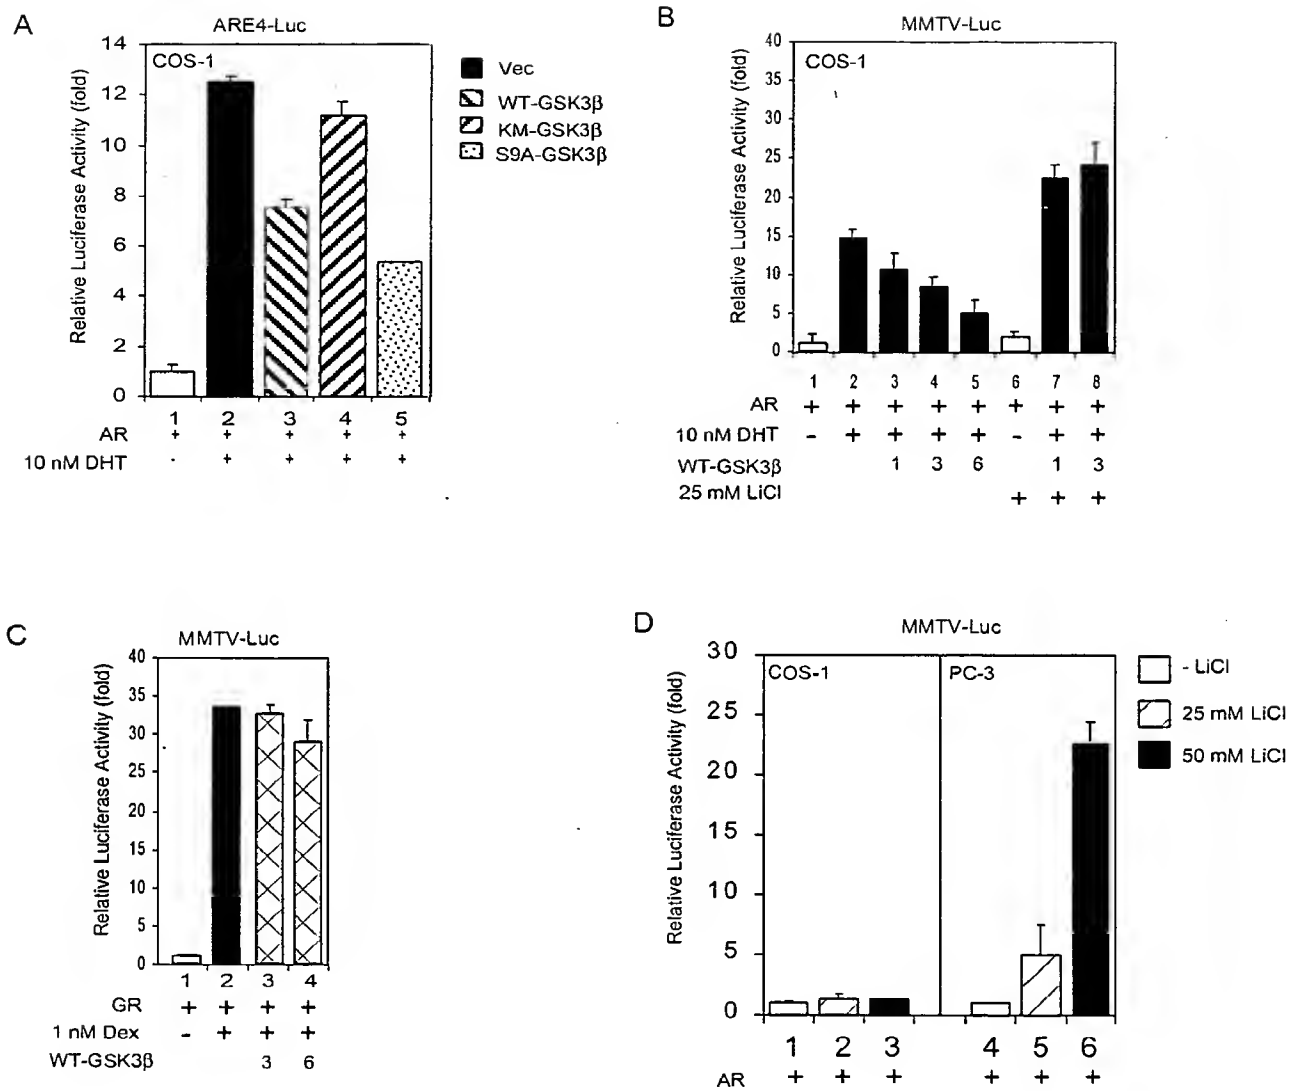 A
ARE4-Luc
COS-1
Relative Luciferase Activity (fold)
14
12
10
8
6
4
2
0
1 2 3 4 5
AR + + + + +
10 nM DHT - + + + +
Vec
WT-GSK3β
KM-GSK3β
S9A-GSK3β
B
MMTV-Luc
COS-1
Relative Luciferase Activity (fold)
40
35
30
25
20
15
10
5
0
1 2 3 4 5 6 7 8
AR + + + + + + + +
10 nM DHT - + + + + - + +
WT-GSK3β 1 3 6 1 3
25 mM LiCl + + +
C
MMTV-Luc
Relative Luciferase Activity (fold)
40
35
30
25
20
15
10
5
0
1 2 3 4
GR + + + +
1 nM Dex - + + +
WT-GSK3β 3 6
D
MMTV-Luc
COS-1
PC-3
Relative Luciferase Activity (fold)
30
25
20
15
10
5
0
1 2 3 4 5 6
AR + + + + + +
- LiCl
25 mM LiCl
50 mM LiCl